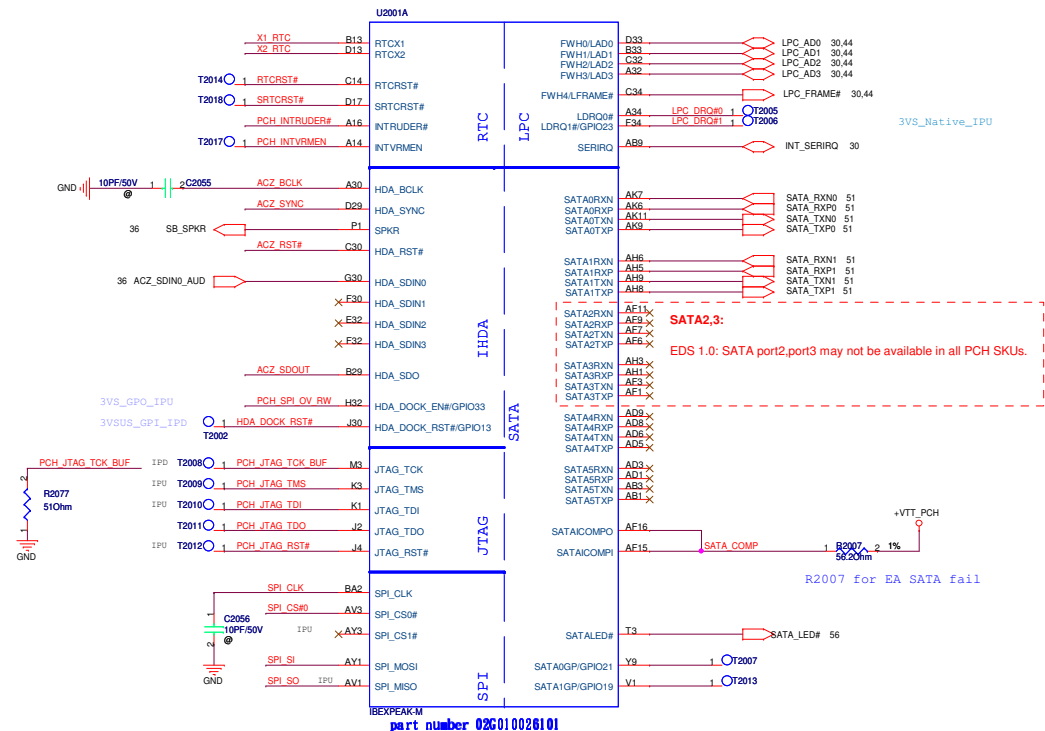 U2001A
X1_RTC B13 RTCX1
X2_RTC D13 RTCX2
T2014 1 RTCRST# C14 RTCRST#
T2018 1 SRTCRST# D17 SRTCRST#
PCH_INTRUDER# A16 INTRUDER#
T2017 1 PCH_INTVRMEN A14 INTVRMEN
RTC
LPC
FWH0/LAD0 D33 LPC_AD0 30,44
FWH1/LAD1 B33 LPC_AD1 30,44
FWH2/LAD2 C32 LPC_AD2 30,44
FWH3/LAD3 A32 LPC_AD3 30,44
FWH4/LFRAME# C34 LPC_FRAME# 30,44
LDRQ0# A34 LPC_DRQ#0 1 T2005
LDRQ1#/GPIO23 F34 LPC_DRQ#1 1 T2006
3VS_Native_IPU
SERIRQ AB9 INT_SERIRQ 30
GND 10PF/50V 1 2 C2055 ACZ_BCLK A30 HDA_BCLK
@
ACZ_SYNC D29 HDA_SYNC
36 SB_SPKR P1 SPKR
ACZ_RST# C30 HDA_RST#
36 ACZ_SDIN0_AUD G30 HDA_SDIN0
F30 HDA_SDIN1
E32 HDA_SDIN2
F32 HDA_SDIN3
ACZ_SDOUT B29 HDA_SDO
3VS_GPO_IPU PCH_SPI_OV_RW H32 HDA_DOCK_EN#/GPIO33
3VSUS_GPI_IPD 1 HDA_DOCK_RST# J30 HDA_DOCK_RST#/GPIO13
T2002
IHDA
SATA
SATA0RXN AK7 SATA_RXN0 51
SATA0RXP AK6 SATA_RXP0 51
SATA0TXN AK11 SATA_TXN0 51
SATA0TXP AK9 SATA_TXP0 51
SATA1RXN AH6 SATA_RXN1 51
SATA1RXP AH5 SATA_RXP1 51
SATA1TXN AH9 SATA_TXN1 51
SATA1TXP AH8 SATA_TXP1 51
SATA2RXN AF11
SATA2RXP AF9
SATA2TXN AF7
SATA2TXP AF6
SATA3RXN AH3
SATA3RXP AH1
SATA3TXN AF3
SATA3TXP AF1
SATA2,3:
EDS 1.0: SATA port2,port3 may not be available in all PCH SKUs.
SATA4RXN AD9
SATA4RXP AD8
SATA4TXN AD6
SATA4TXP AD5
SATA5RXN AD3
SATA5RXP AD1
SATA5TXN AB3
SATA5TXP AB1
PCH_JTAG_TCK_BUF IPD T2008 1 PCH_JTAG_TCK_BUF M3 JTAG_TCK
IPU T2009 1 PCH_JTAG_TMS K3 JTAG_TMS
IPU T2010 1 PCH_JTAG_TDI K1 JTAG_TDI
T2011 1 PCH_JTAG_TDO J2 JTAG_TDO
IPU T2012 1 PCH_JTAG_RST# J4 JTAG_RST#
JTAG
2
R2077
51Ohm
1
GND
SATAICOMPO AF16
SATAICOMPI AF15 SATA_COMP 1 R2007 2 1%
56.2Ohm
+VTT_PCH
R2007 for EA SATA fail
SPI_CLK BA2 SPI_CLK
SPI_CS#0 AV3 SPI_CS0#
IPU AY3 SPI_CS1#
SPI_SI AY1 SPI_MOSI
SPI_SO IPU AV1 SPI_MISO
1
C2056
10PF/50V
@
2
GND
SPI
SATALED# T3 SATA_LED# 56
SATA0GP/GPIO21 Y9 1 T2007
SATA1GP/GPIO19 V1 1 T2013
IBEXPEAK-M
part number 02G010026101